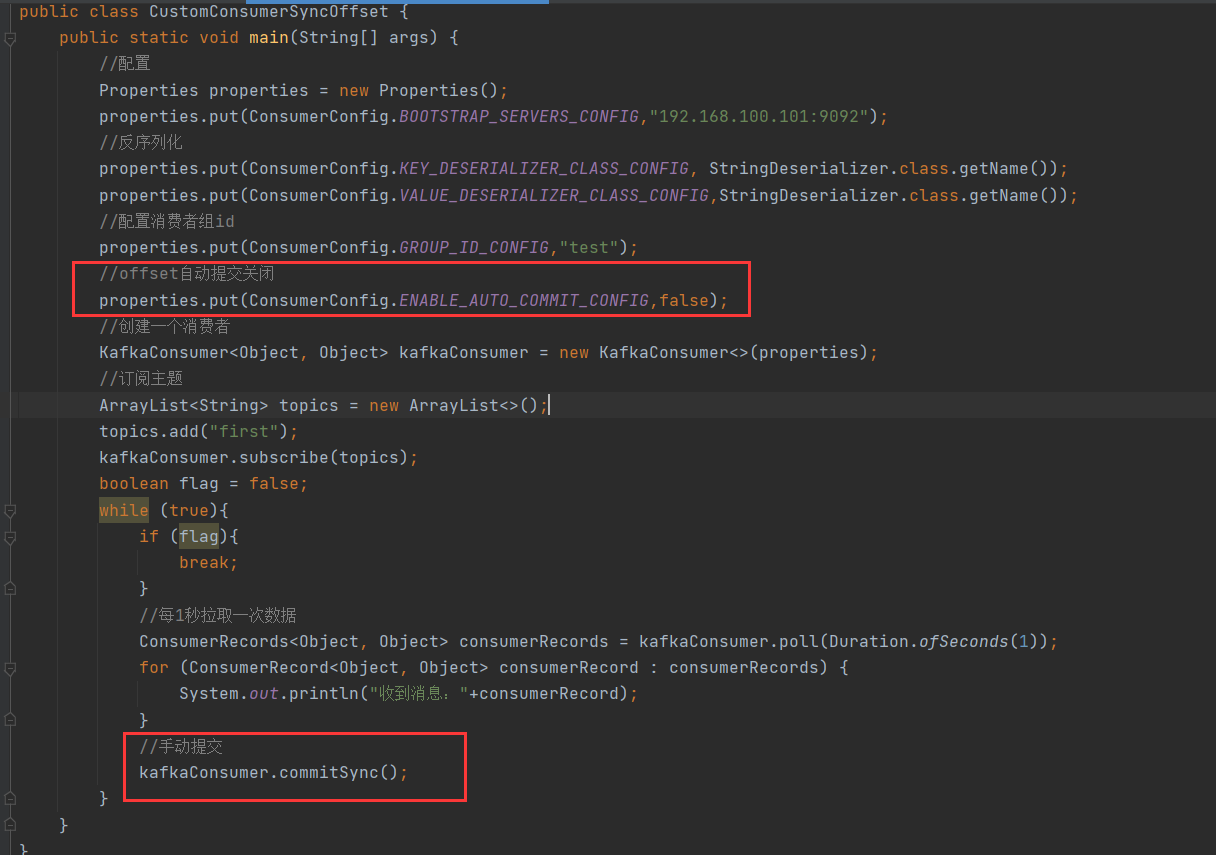 public class CustomConsumerSyncOffset {
public static void main(String[] args) {
//配置
Properties properties = new Properties();
properties.put(ConsumerConfig.BOOTSTRAP_SERVERS_CONFIG,"192.168.100.101:9092");
//反序列化
properties.put(ConsumerConfig.KEY_DESERIALIZER_CLASS_CONFIG, StringDeserializer.class.getName());
properties.put(ConsumerConfig.VALUE_DESERIALIZER_CLASS_CONFIG,StringDeserializer.class.getName());
//配置消费者组id
properties.put(ConsumerConfig.GROUP_ID_CONFIG,"test");
//offset自动提交关闭
properties.put(ConsumerConfig.ENABLE_AUTO_COMMIT_CONFIG,false);
//创建一个消费者
KafkaConsumer<Object, Object> kafkaConsumer = new KafkaConsumer<>(properties);
//订阅主题
ArrayList<String> topics = new ArrayList<>();
topics.add("first");
kafkaConsumer.subscribe(topics);
boolean flag = false;
while (true){
if (flag){
break;
}
//每1秒拉取一次数据
ConsumerRecords<Object, Object> consumerRecords = kafkaConsumer.poll(Duration.ofSeconds(1));
for (ConsumerRecord<Object, Object> consumerRecord : consumerRecords) {
System.out.println("收到消息："+consumerRecord);
}
//手动提交
kafkaConsumer.commitSync();
}
}
}